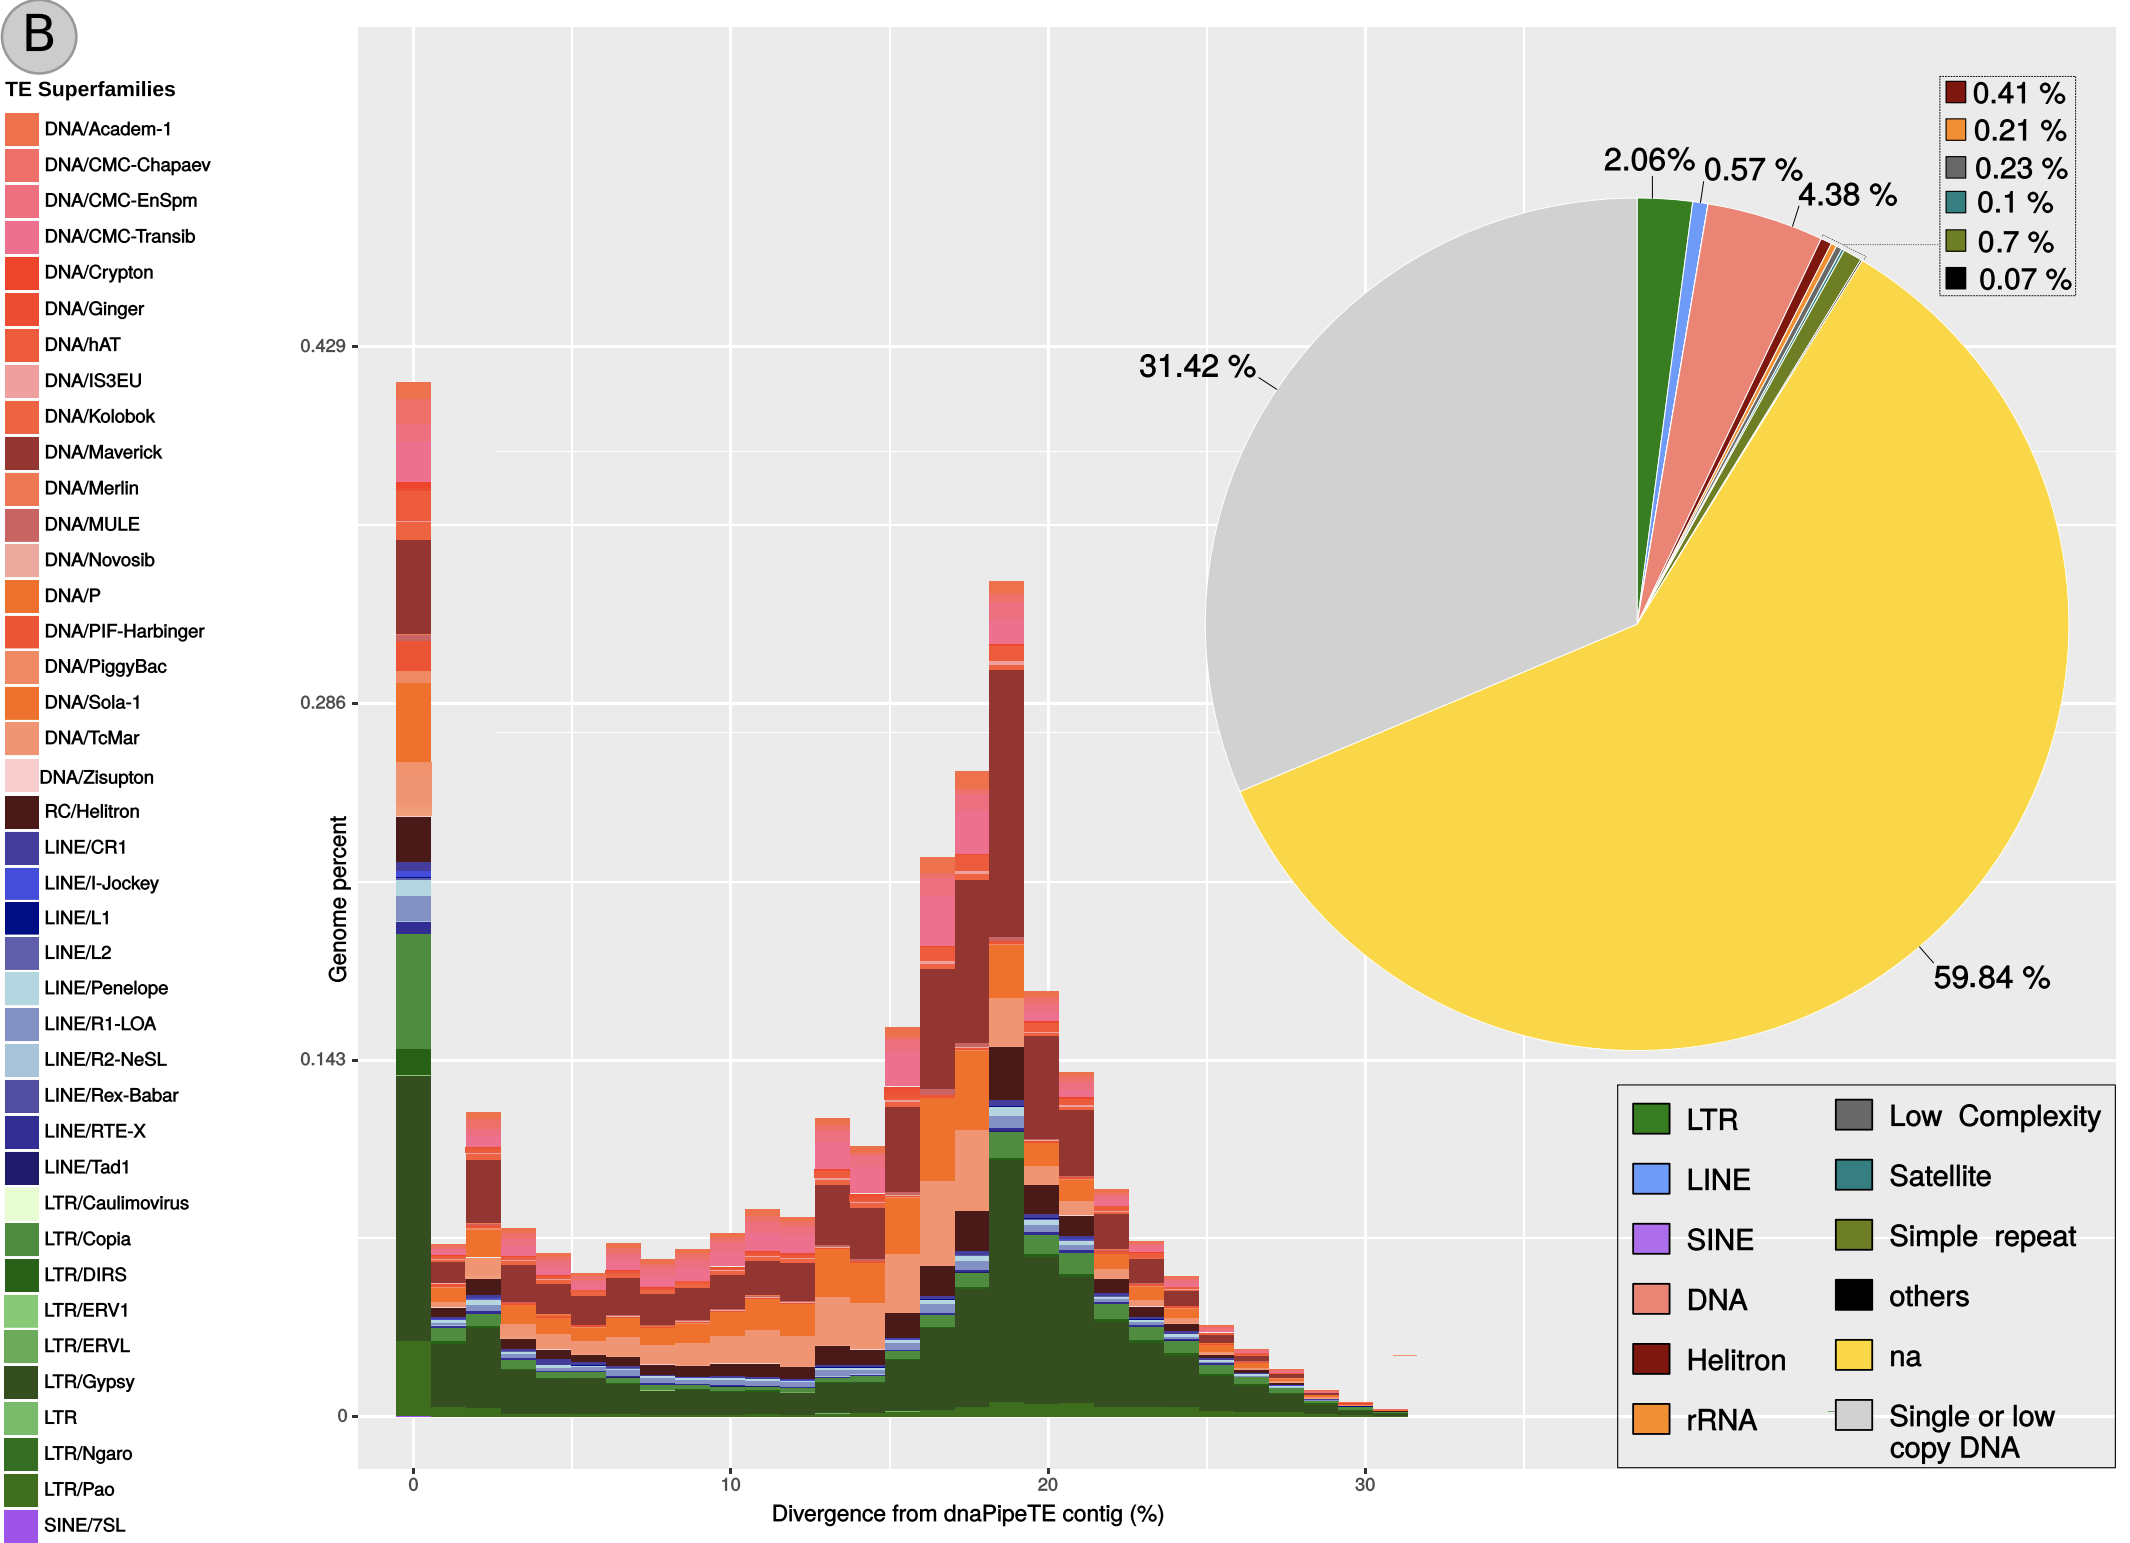 B
TE Superfamilies
DNA/Academ-1
DNA/CMC-Chapaev
DNA/CMC-EnSpm
DNA/CMC-Transib
DNA/Crypton
DNA/Ginger
DNA/hAT
DNA/IS3EU
DNA/Kolobok
DNA/Maverick
DNA/Merlin
DNA/MULE
DNA/Novosib
DNA/P
DNA/PIF-Harbinger
DNA/PiggyBac
DNA/Sola-1
DNA/TcMar
DNA/Zisupton
RC/Helitron
LINE/CR1
LINE/I-Jockey
LINE/L1
LINE/L2
LINE/Penelope
LINE/R1-LOA
LINE/R2-NeSL
LINE/Rex-Babar
LINE/RTE-X
LINE/Tad1
LTR/Caulimovirus
LTR/Copia
LTR/DIRS
LTR/ERV1
LTR/ERVL
LTR/Gypsy
LTR
LTR/Ngaro
LTR/Pao
SINE/7SL
Genome percent
0.429
0.286
0.143
0
0
10
20
30
Divergence from dnaPipeTE contig (%)
2.06%
0.57 %
4.38 %
0.41 %
0.21 %
0.23 %
0.1 %
0.7 %
0.07 %
31.42 %
59.84 %
LTR
LINE
SINE
DNA
Helitron
rRNA
Low Complexity
Satellite
Simple repeat
others
na
Single or low
copy DNA